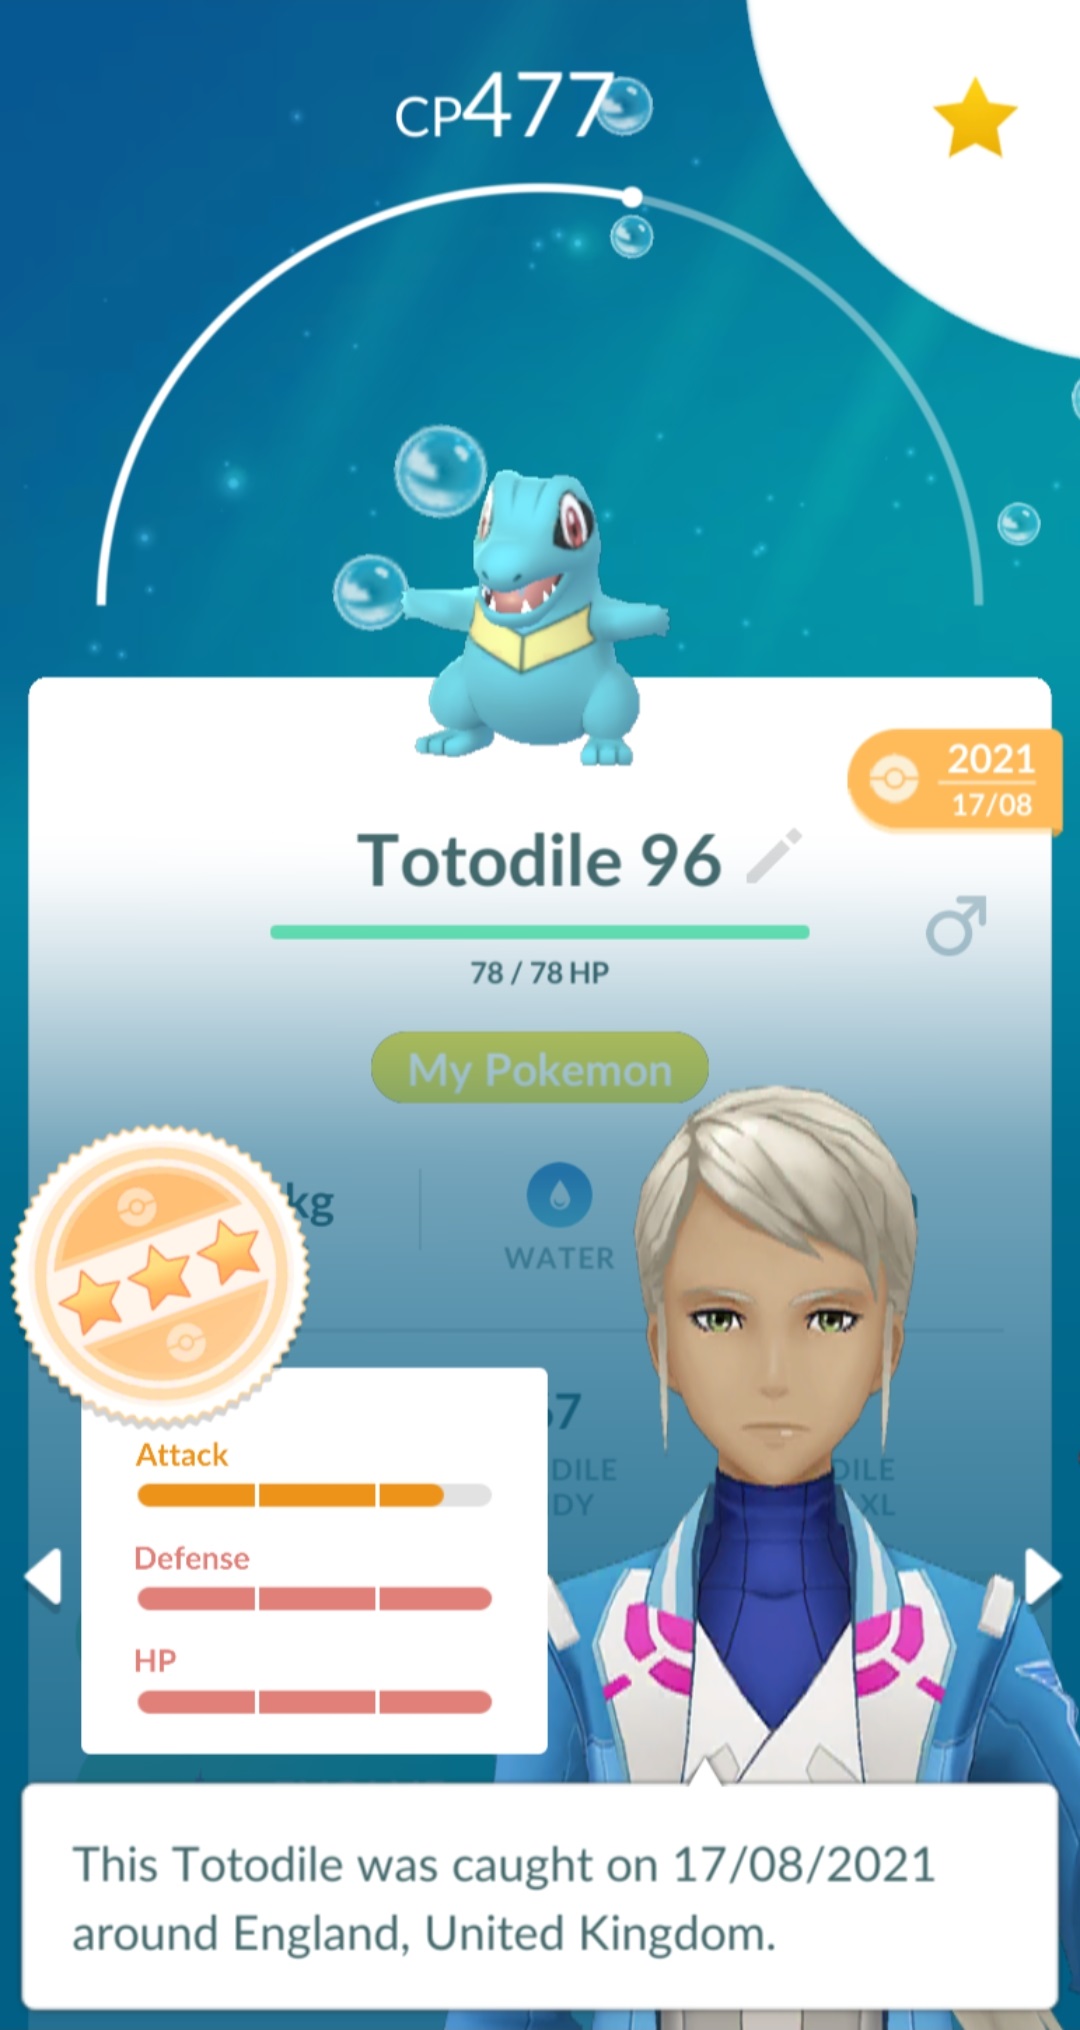 CP477
2021
17/08
Totodile 96
78 / 78 HP
My Pokemon
kg
WATER
Attack
Defense
HP
This Totodile was caught on 17/08/2021
around England, United Kingdom.